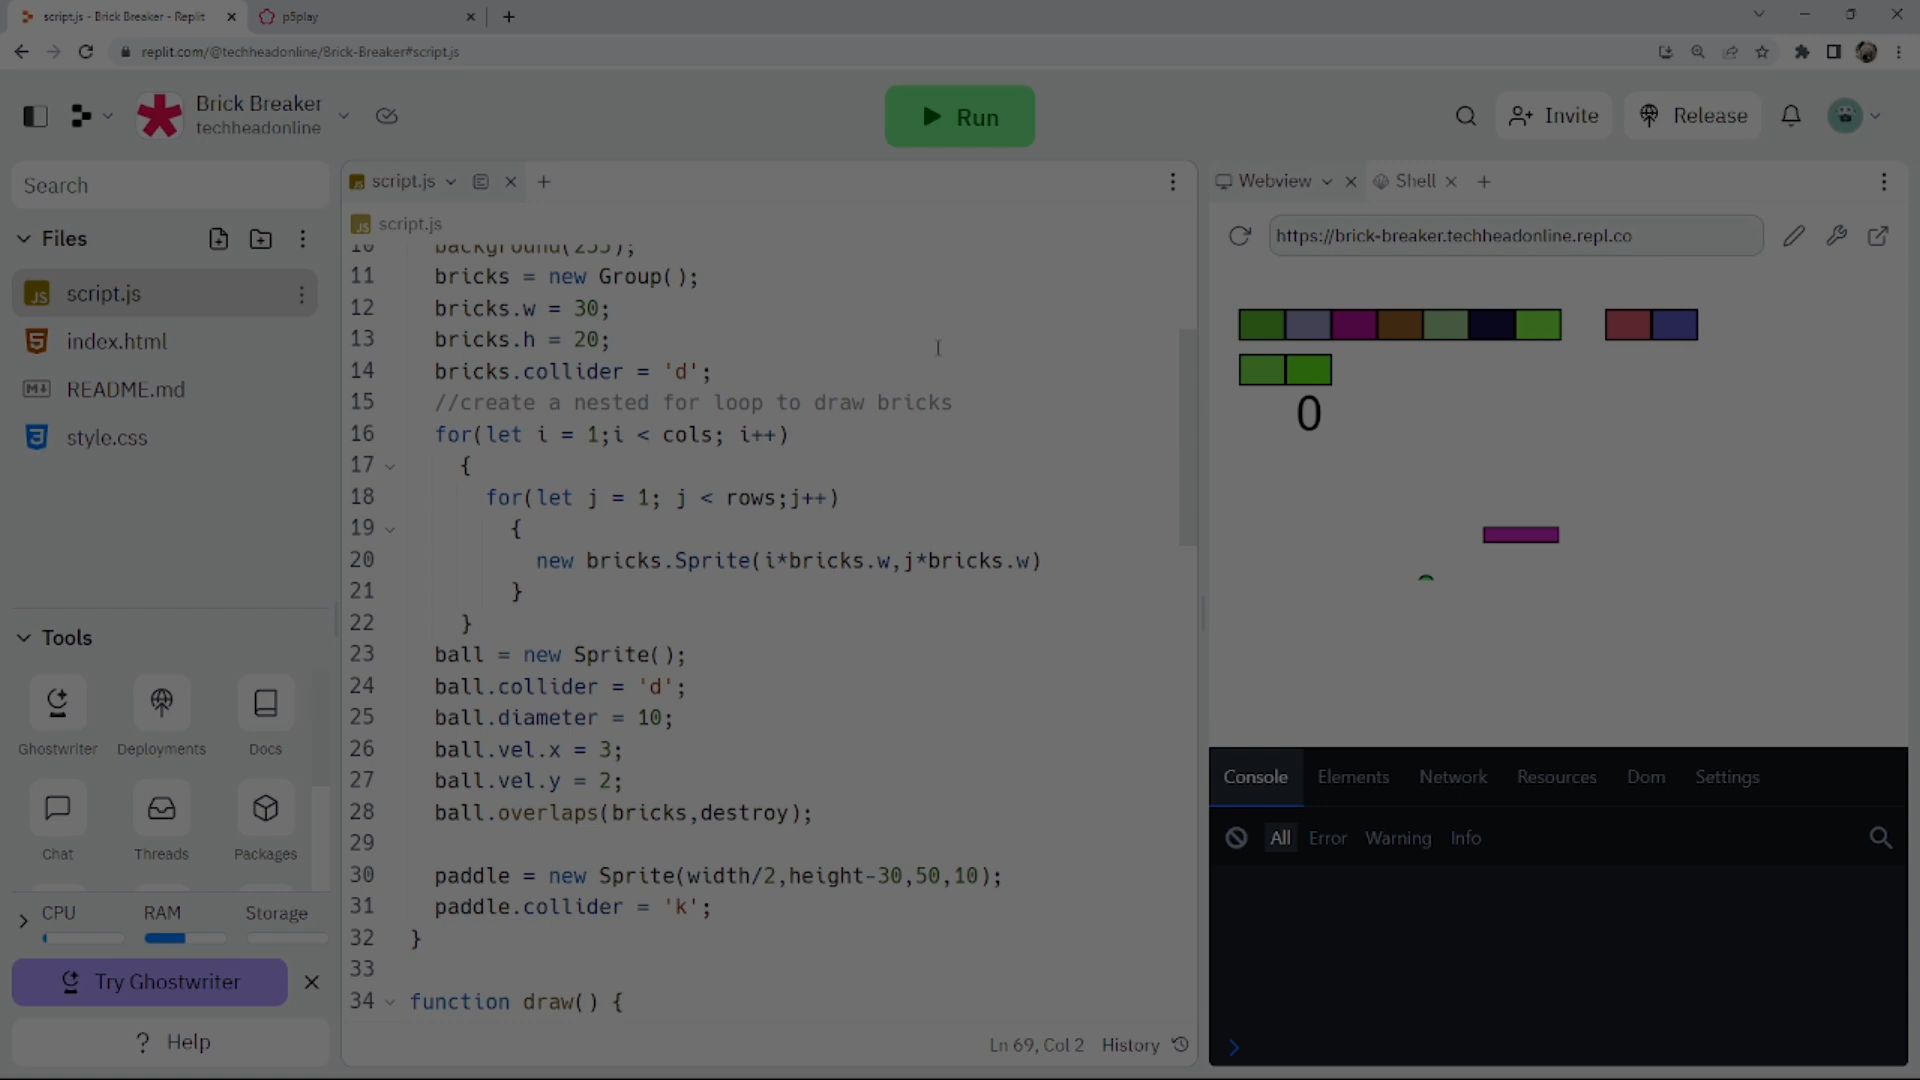 script.js - Brick Breaker - Replit
p5play
replit.com/@techheadonline/Brick-Breaker#script.js
Brick Breaker
techheadonline
Run
Invite
Release
Search
Files
script.js
index.html
README.md
style.css
Tools
Ghostwriter
Deployments
Docs
Chat
Threads
Packages
CPU
RAM
Storage
Try Ghostwriter
? Help
script.js
script.js
10 background(255);
11 bricks = new Group();
12 bricks.w = 30;
13 bricks.h = 20;
14 bricks.collider = 'd';
15 //create a nested for loop to draw bricks
16 for(let i = 1;i < cols; i++)
17 {
18 for(let j = 1; j < rows;j++)
19 {
20 new bricks.Sprite(i*bricks.w,j*bricks.w)
21 }
22 }
23 ball = new Sprite();
24 ball.collider = 'd';
25 ball.diameter = 10;
26 ball.vel.x = 3;
27 ball.vel.y = 2;
28 ball.overlaps(bricks,destroy);
29
30 paddle = new Sprite(width/2,height-30,50,10);
31 paddle.collider = 'k';
32 }
33
34 function draw() {
Ln 69, Col 2 History
Webview
Shell
https://brick-breaker.techheadonline.repl.co
0
Console Elements Network Resources Dom Settings
All Error Warning Info